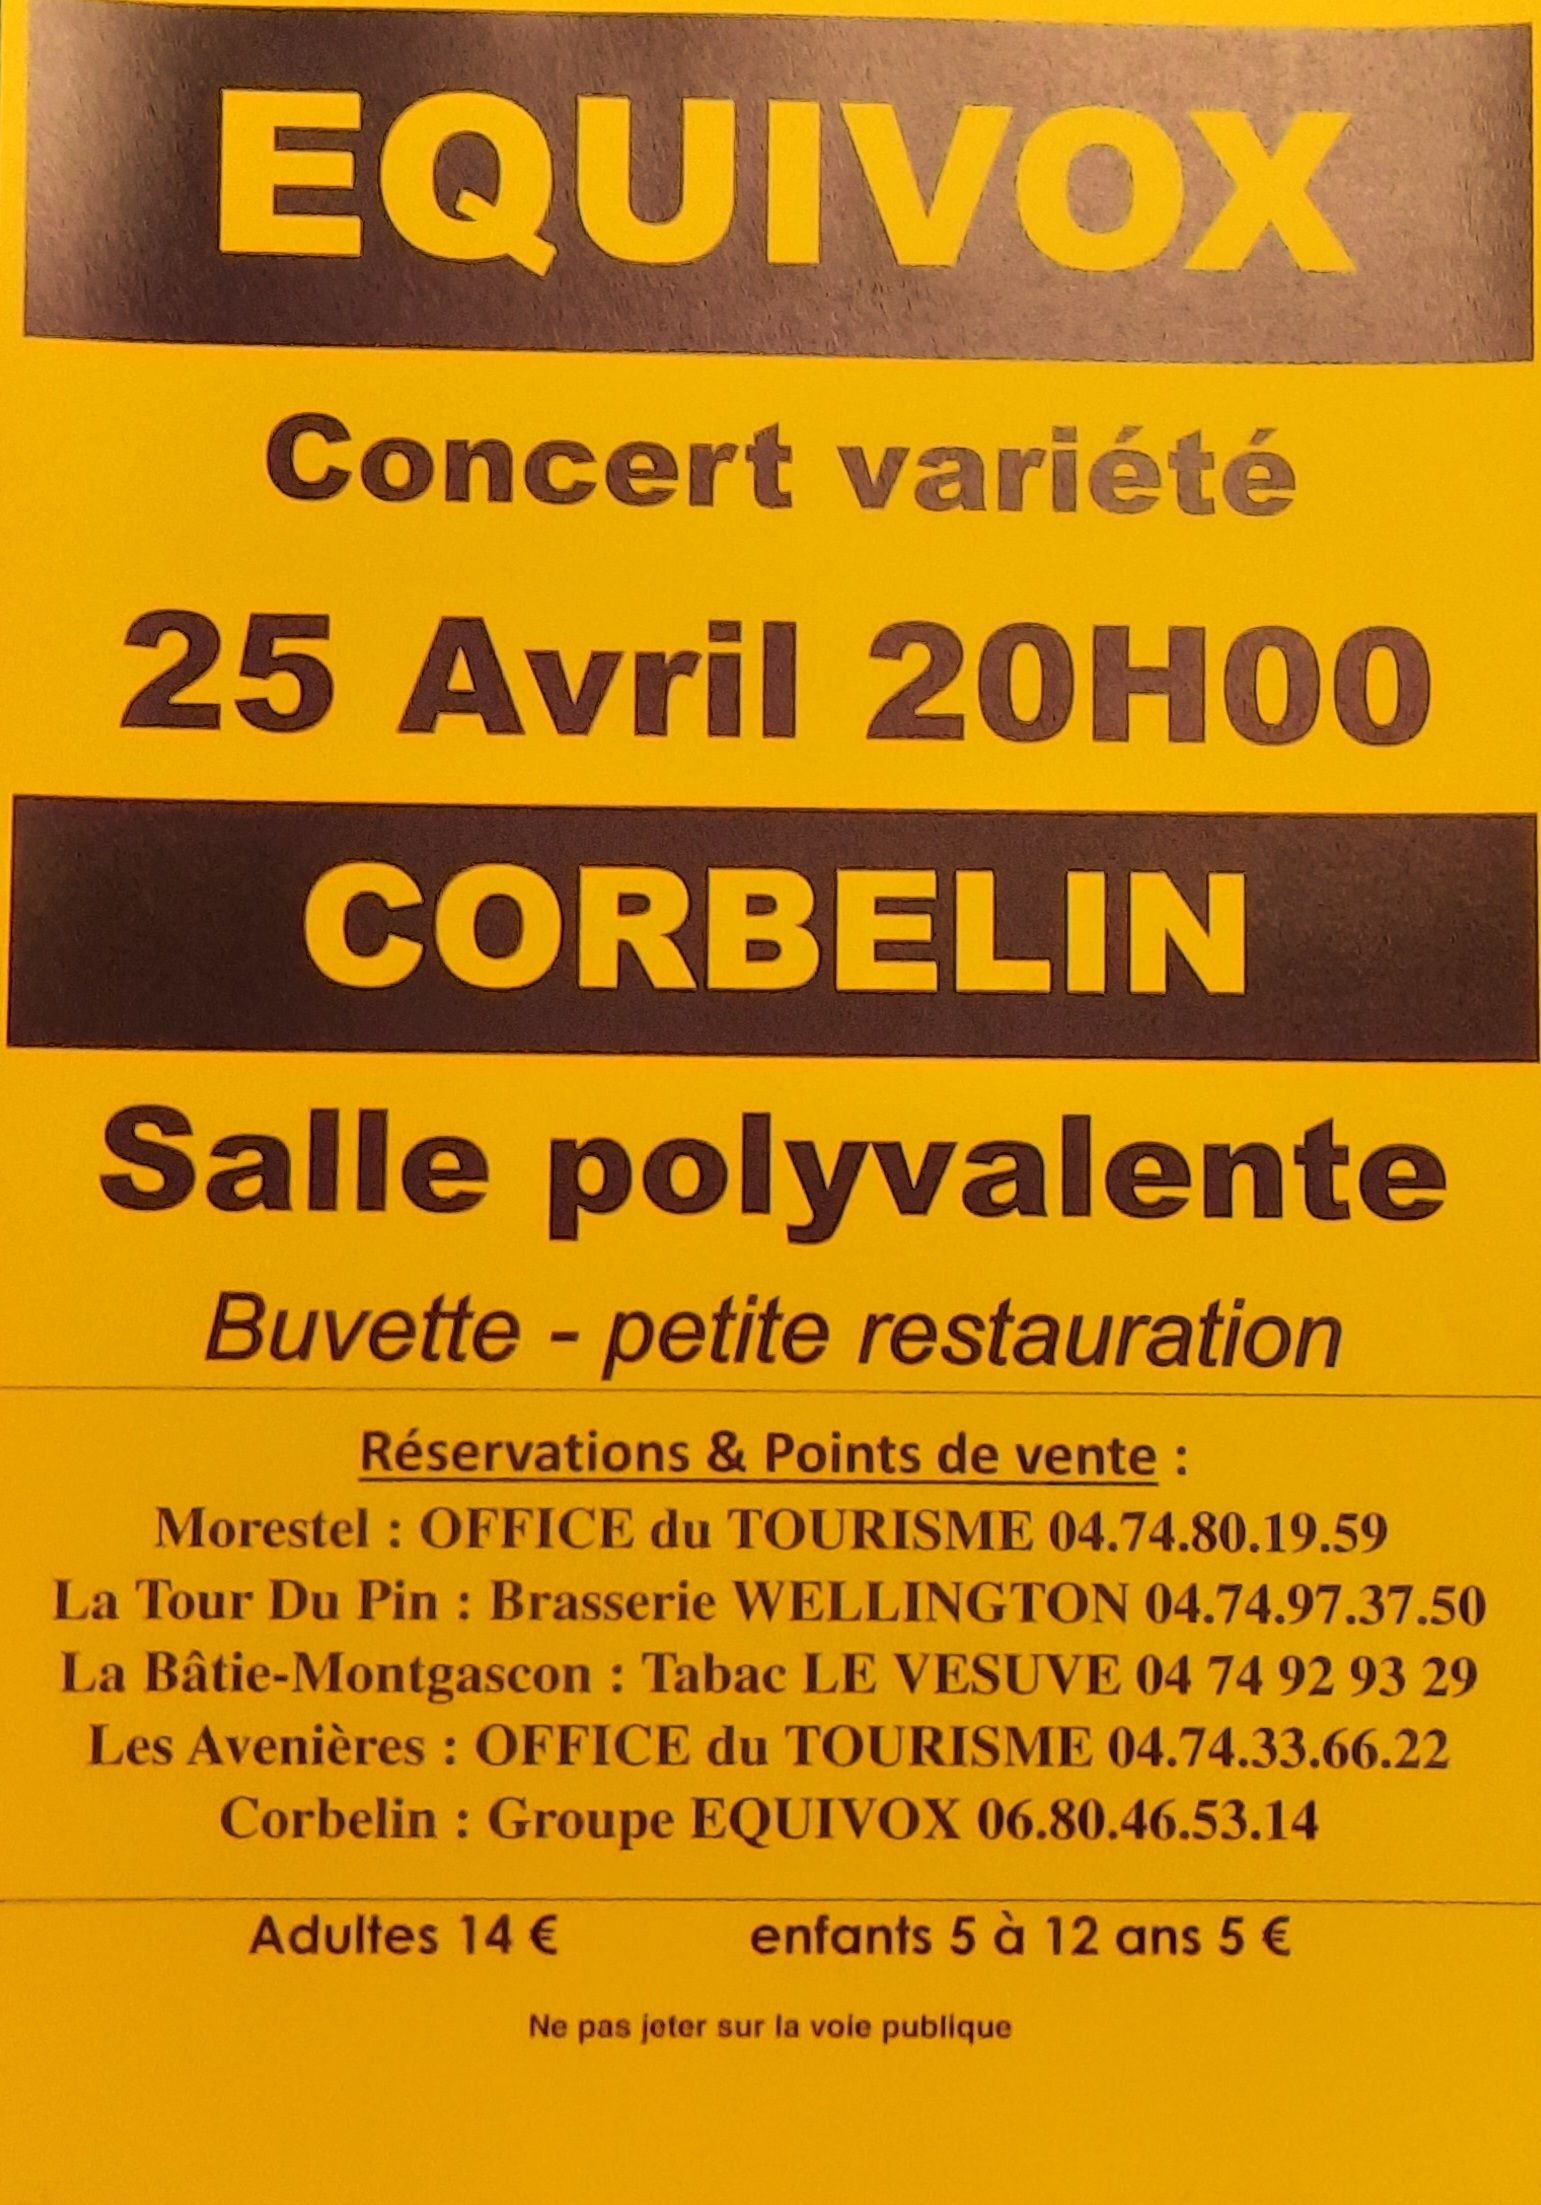 EQUIVOX
Concert variété
25 Avril 20H00
CORBELIN
Salle polyvalente
Buvette - petite restauration
Réservations & Points de vente :
Morestel : OFFICE du TOURISME 04.74.80.19.59
La Tour Du Pin : Brasserie WELLINGTON 04.74.97.37.50
La Bâtie-Montgascon : Tabac LE VESUVE 04 74 92 93 29
Les Avenières : OFFICE du TOURISME 04.74.33.66.22
Corbelin : Groupe EQUIVOX 06.80.46.53.14
Adultes 14 € enfants 5 à 12 ans 5 €
Ne pas jeter sur la voie publique